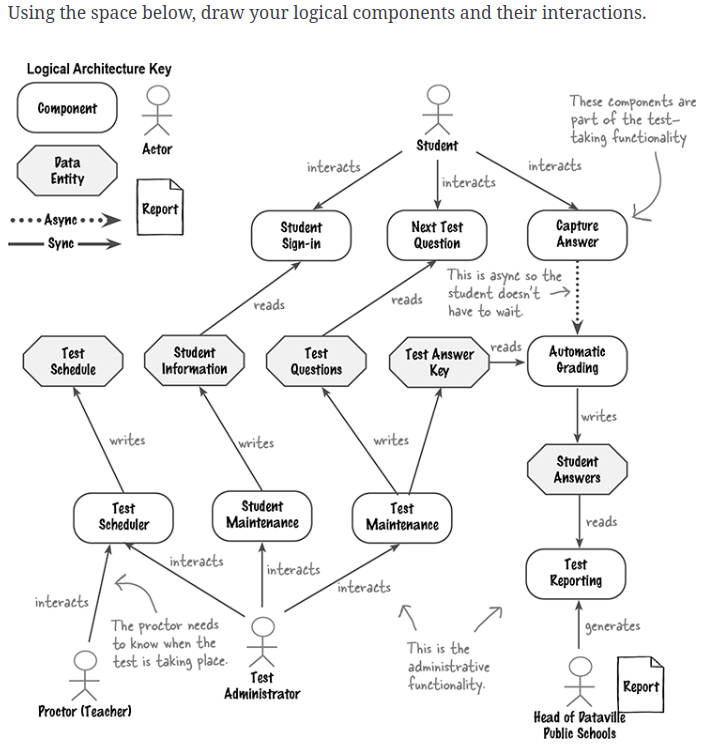 Using the space below, draw your logical components and their interactions.
Logical Architecture Key
Component
Actor
Data
Entity
Report
Async
Sync
Student
These components are
part of the test-
taking functionality
interacts
interacts
interacts
Student
Sign-in
Next Test
Question
Capture
Answer
This is async so the
student doesn't
have to wait.
reads
reads
Test
Schedule
Student
Information
Test
Questions
Test Answer
Key
reads
Automatic
Grading
writes
writes
writes
writes
Student
Answers
Test
Scheduler
Student
Maintenance
Test
Maintenance
reads
interacts
interacts
interacts
interacts
Test
Reporting
The proctor needs
to know when the
test is taking place.
This is the
administrative
functionality.
generates
Proctor (Teacher)
Test
Administrator
Report
Head of Dataville
Public Schools